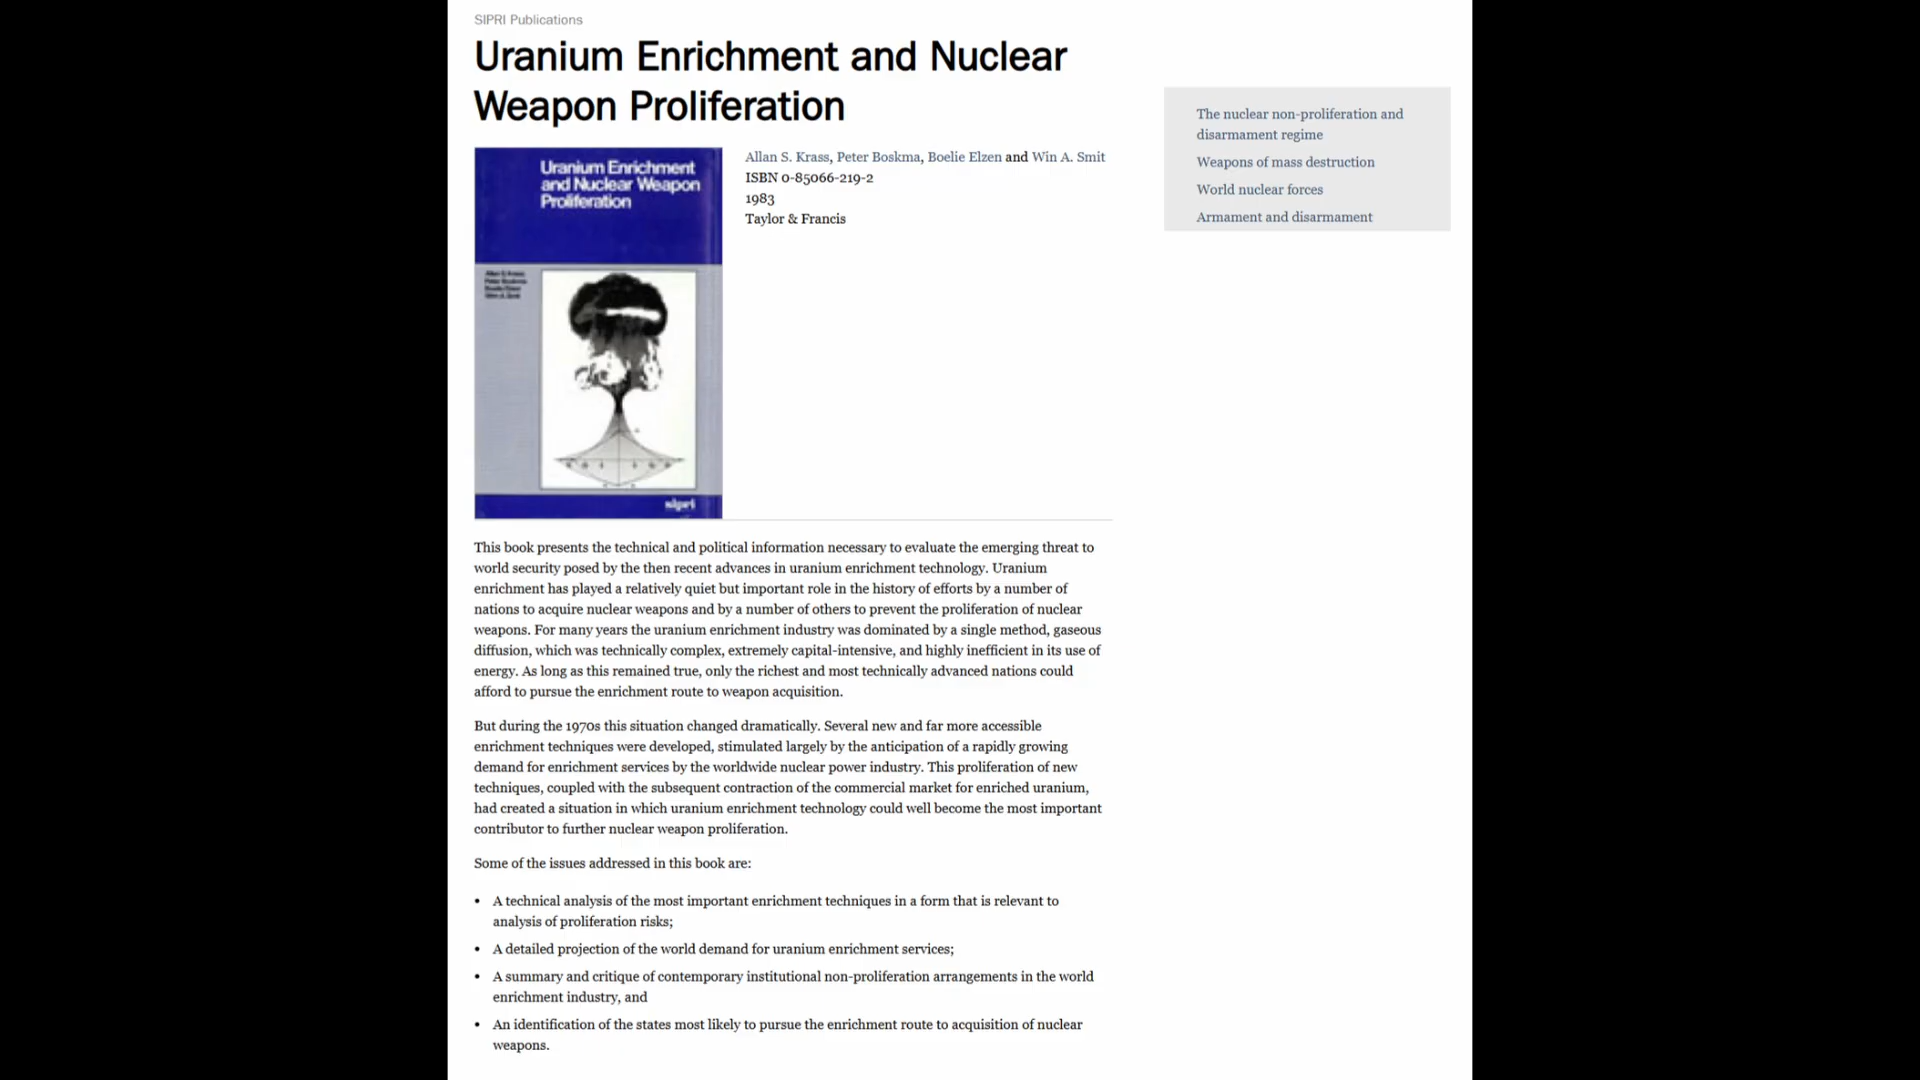 SIPRI Publications
Uranium Enrichment and Nuclear
Weapon Proliferation
Uranium Enrichment
and Nuclear Weapon
Proliferation
Allan S. Krass
Peter Boskma
Boelie Elzen
Wim A. Smit
sipri
Allan S. Krass, Peter Boskma, Boelie Elzen and Win A. Smit
ISBN 0-85066-219-2
1983
Taylor & Francis
The nuclear non-proliferation and
disarmament regime
Weapons of mass destruction
World nuclear forces
Armament and disarmament
This book presents the technical and political information necessary to evaluate the emerging threat to
world security posed by the then recent advances in uranium enrichment technology. Uranium
enrichment has played a relatively quiet but important role in the history of efforts by a number of
nations to acquire nuclear weapons and by a number of others to prevent the proliferation of nuclear
weapons. For many years the uranium enrichment industry was dominated by a single method, gaseous
diffusion, which was technically complex, extremely capital-intensive, and highly inefficient in its use of
energy. As long as this remained true, only the richest and most technically advanced nations could
afford to pursue the enrichment route to weapon acquisition.
But during the 1970s this situation changed dramatically. Several new and far more accessible
enrichment techniques were developed, stimulated largely by the anticipation of a rapidly growing
demand for enrichment services by the worldwide nuclear power industry. This proliferation of new
techniques, coupled with the subsequent contraction of the commercial market for enriched uranium,
had created a situation in which uranium enrichment technology could well become the most important
contributor to further nuclear weapon proliferation.
Some of the issues addressed in this book are:
• A technical analysis of the most important enrichment techniques in a form that is relevant to
analysis of proliferation risks;
• A detailed projection of the world demand for uranium enrichment services;
• A summary and critique of contemporary institutional non-proliferation arrangements in the world
enrichment industry, and
• An identification of the states most likely to pursue the enrichment route to acquisition of nuclear
weapons.